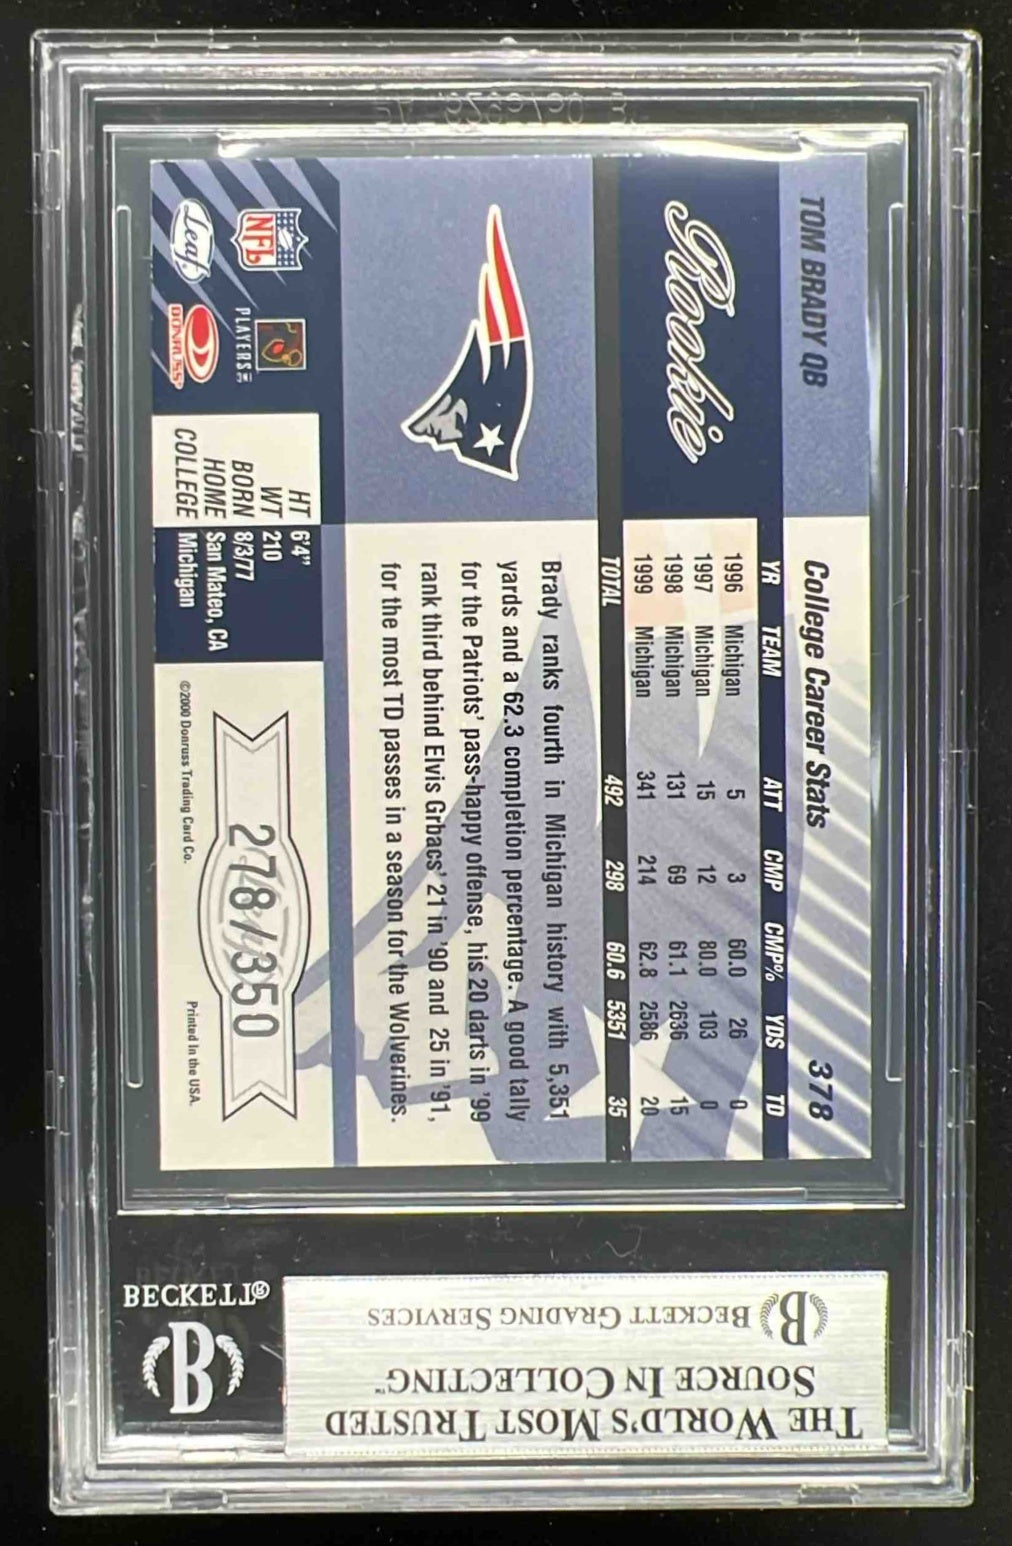 TOM BRADY QB
College Career Stats 378
Rookie
YR TEAM ATT CMP CMP% YDS TD
1996 Michigan 5 3 60.0 26 0
1997 Michigan 15 12 80.0 103 0
1998 Michigan 131 69 61.1 2636 15
1999 Michigan 341 214 62.8 2586 20
TOTAL 492 298 60.6 5351 35
Brady ranks fourth in Michigan history with 5,351
yards and a 62.3 completion percentage. A good tally
for the Patriots' pass-happy offense, his 20 darts in '99
rank third behind Elvis Grbacs' 21 in '90 and 25 in '91,
for the most TD passes in a season for the Wolverines.
NFL
PLAYERS INC
Leaf
DONRUSS
HT 6'4"
WT 210
BORN 8/3/77
HOME San Mateo, CA
COLLEGE Michigan
278/350
©2000 Donruss Trading Card Co. Printed in the USA.
BECKETT®
B
THE WORLD'S MOST TRUSTED
SOURCE IN COLLECTING™
B BECKETT GRADING SERVICES